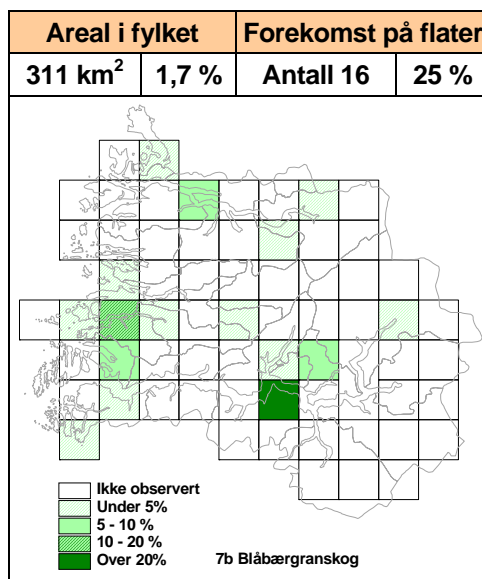 Areal i fylket Forekomst på flater
311 km² 1,7 % Antall 16 25 %
Ikke observert
Under 5%
5 - 10 %
10 - 20 %
Over 20% 7b Blåbærgranskog